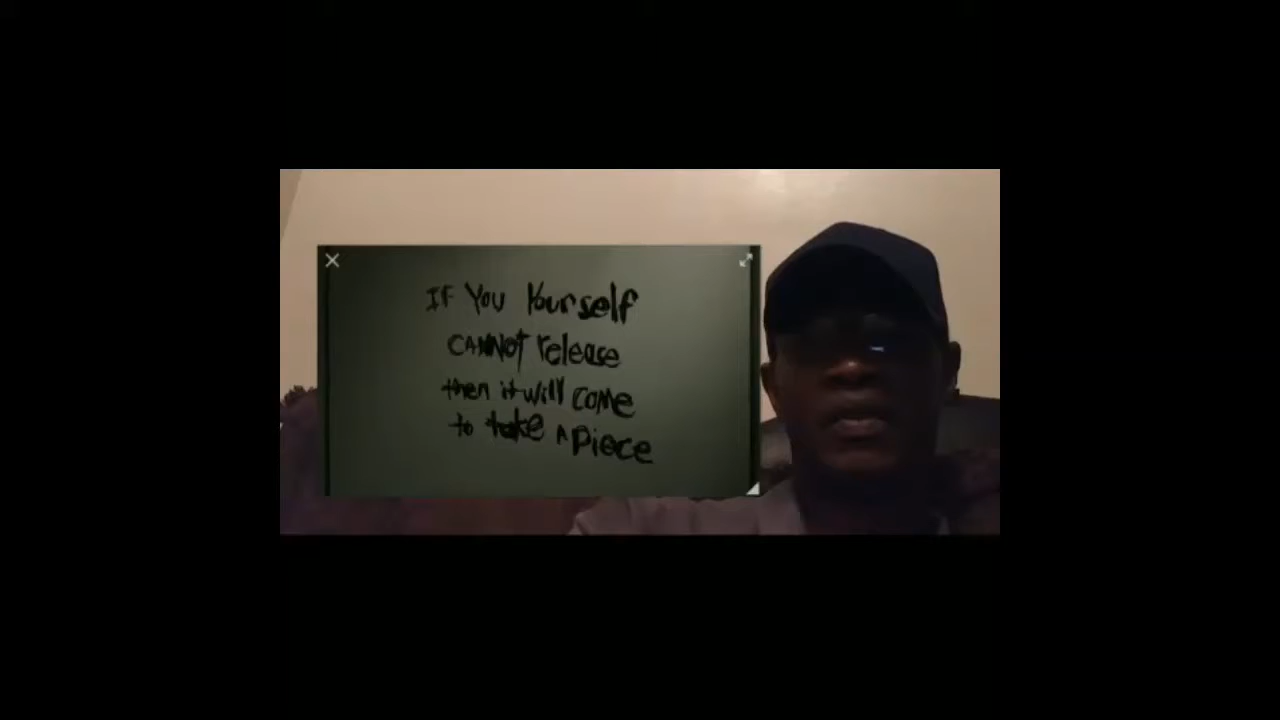 IF You Yourself
CANNOT release
then it will come
to take A Piece